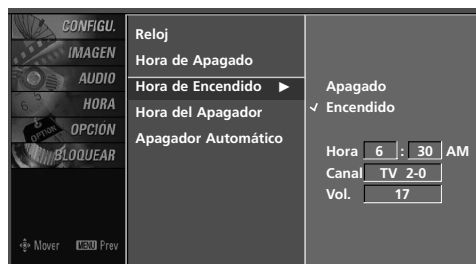 CONFIGU.
IMAGEN
AUDIO
HORA
OPCIÓN
BLOQUEAR
Mover MENU Prev
Reloj
Hora de Apagado
Hora de Encendido ►
Hora del Apagador
Apagador Automático
Apagado
✓ Encendido
Hora 6 : 30 AM
Canal TV 2-0
Vol. 17